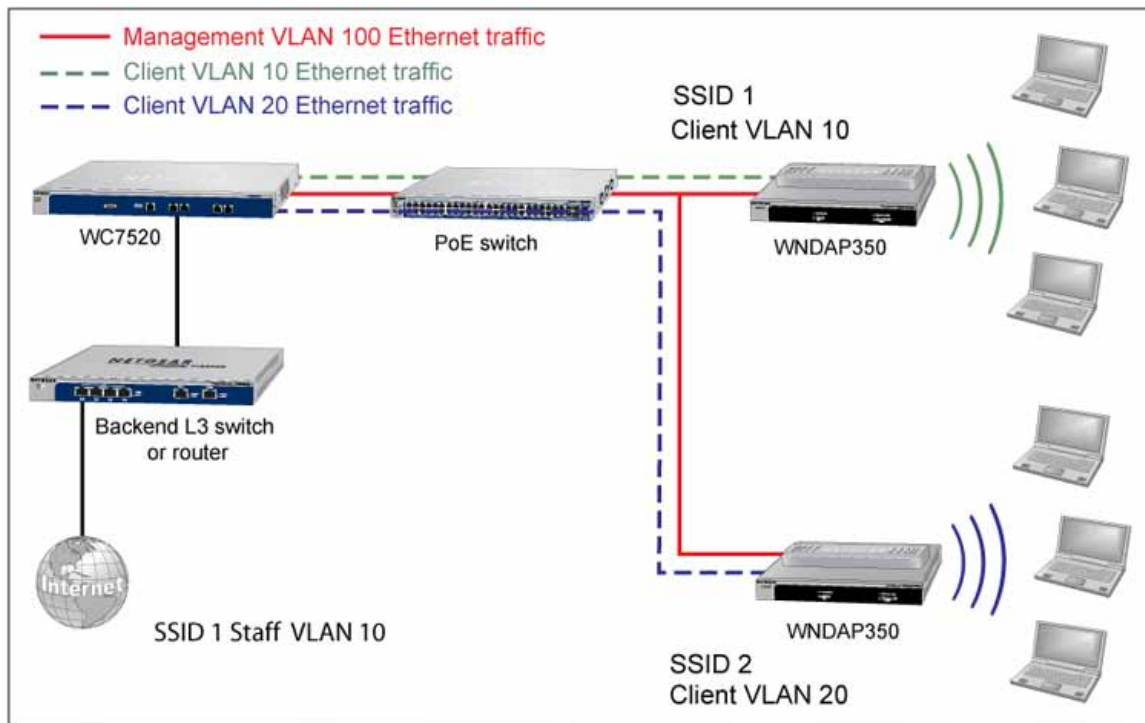 Management VLAN 100 Ethernet traffic
Client VLAN 10 Ethernet traffic
Client VLAN 20 Ethernet traffic
SSID 1
Client VLAN 10
WC7520
PoE switch
WNDAP350
NETGEAR
Backend L3 switch
or router
Internet
SSID 1 Staff VLAN 10
WNDAP350
SSID 2
Client VLAN 20